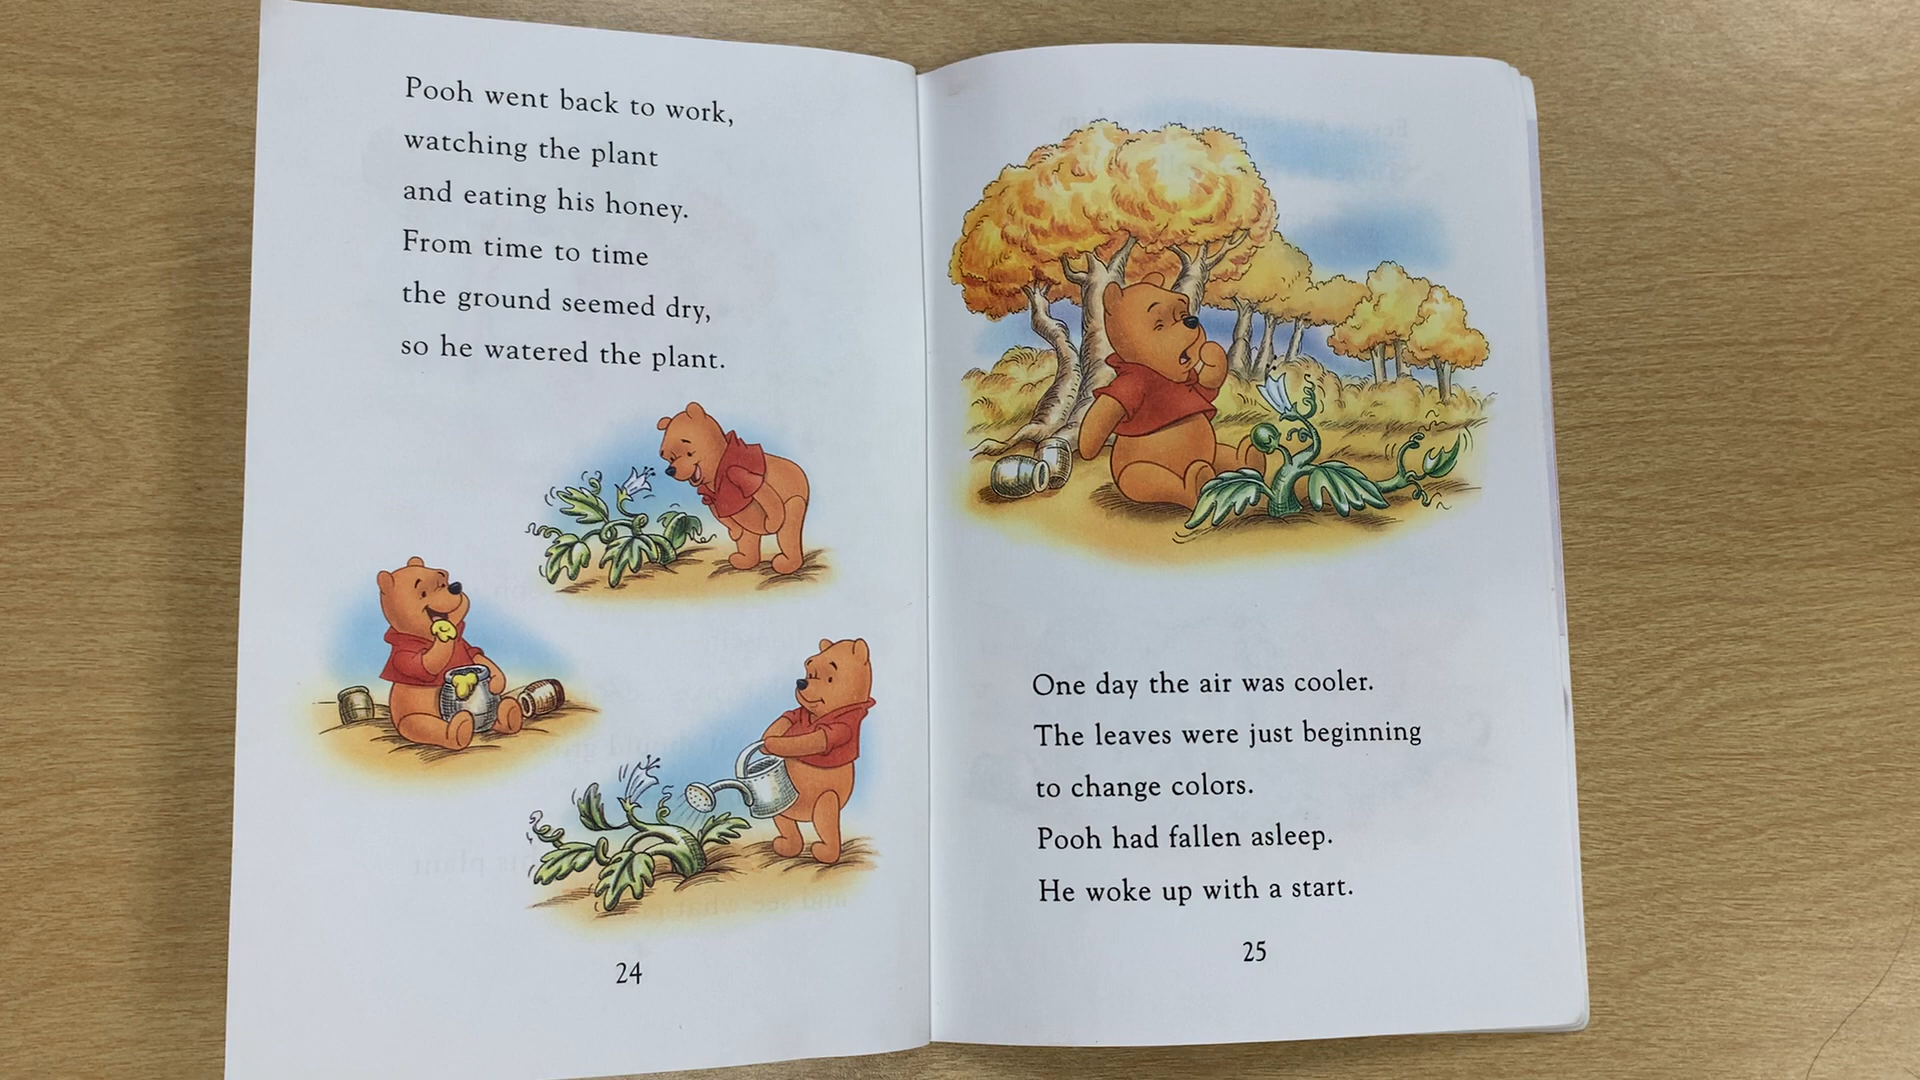 Pooh went back to work,
watching the plant
and eating his honey.
From time to time
the ground seemed dry,
so he watered the plant.
24
One day the air was cooler.
The leaves were just beginning
to change colors.
Pooh had fallen asleep.
He woke up with a start.
25